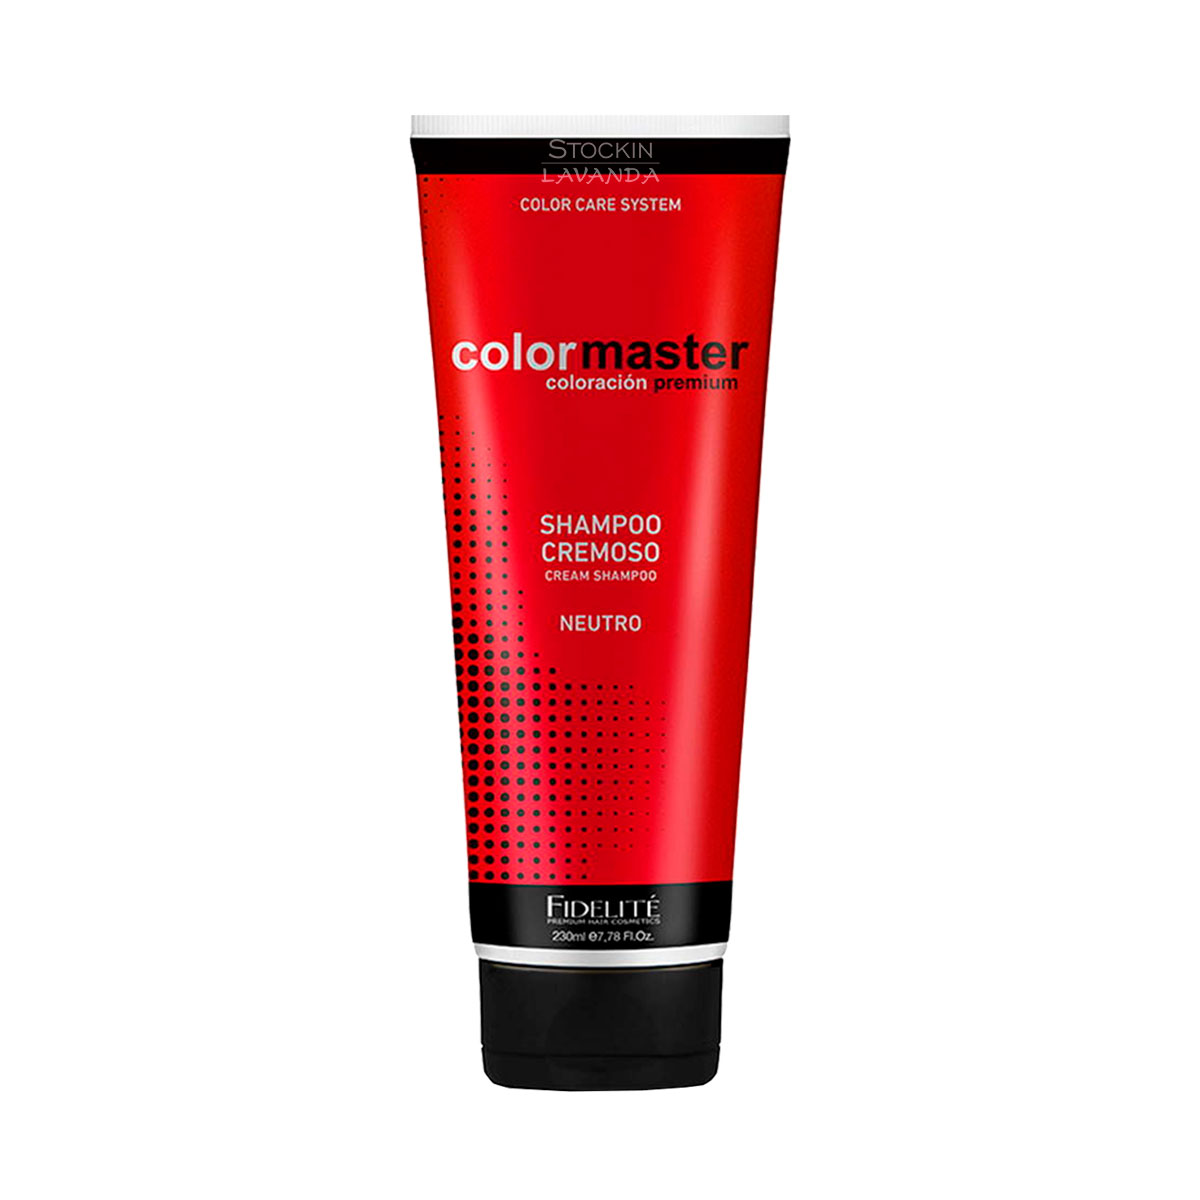 STOCKIN
LAVANDA
COLOR CARE SYSTEM
colormaster
coloración premium
SHAMPOO
CREMOSO
CREAM SHAMPOO
NEUTRO
FIDELITÉ
PREMIUM HAIR COSMETICS
230ml e7,78 Fl.Oz.